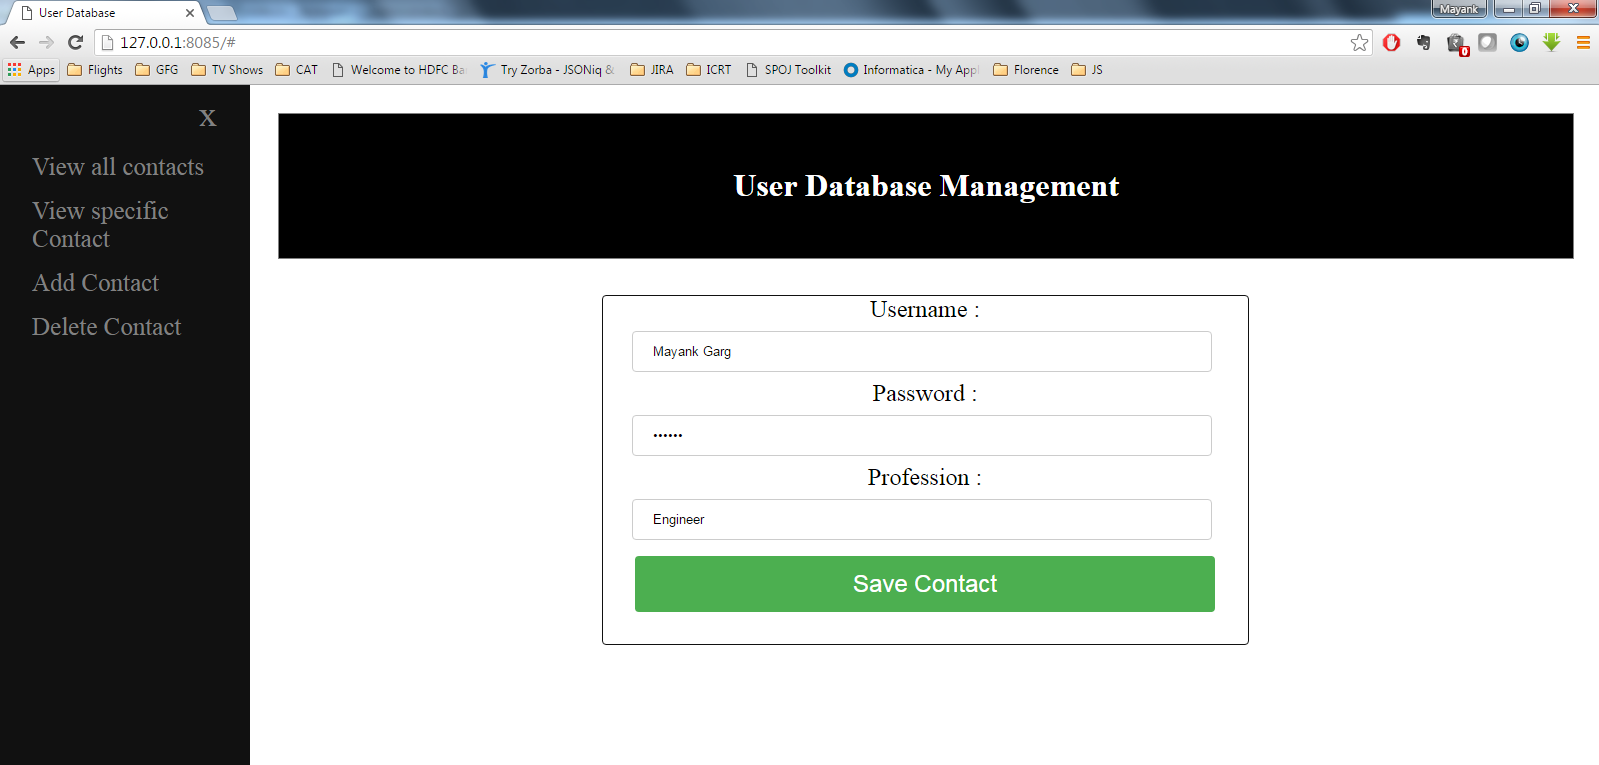 User Database
Mayank
127.0.0.1:8085/#
Apps Flights GFG TV Shows CAT Welcome to HDFC Ba Try Zorba - JSONiq & JIRA ICRT SPOJ Toolkit Informatica - My App Florence JS
X
View all contacts
View specific
Contact
Add Contact
Delete Contact
User Database Management
Username :
Mayank Garg
Password :
••••••
Profession :
Engineer
Save Contact